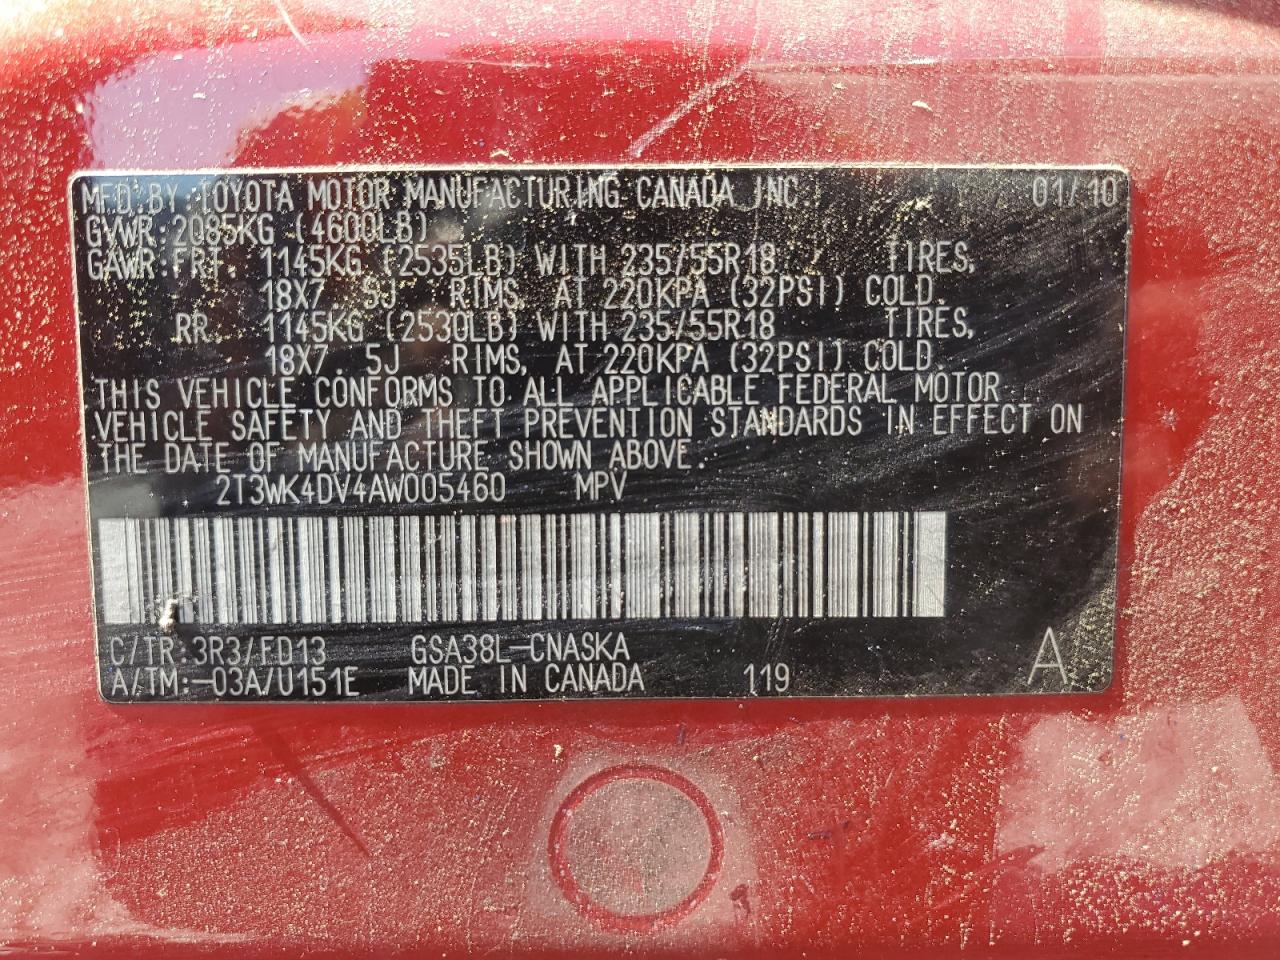 MFD. BY: TOYOTA MOTOR MANUFACTURING CANADA INC. 01/10
GVWR: 2085KG (4600LB)
GAWR: FRT. 1145KG (2535LB) WITH 235/55R18 TIRES,
18X7. 5J RIMS, AT 220KPA (32PSI) COLD.
RR. 1145KG (2530LB) WITH 235/55R18 TIRES,
18X7. 5J RIMS, AT 220KPA (32PSI) COLD.
THIS VEHICLE CONFORMS TO ALL APPLICABLE FEDERAL MOTOR
VEHICLE SAFETY AND THEFT PREVENTION STANDARDS IN EFFECT ON
THE DATE OF MANUFACTURE SHOWN ABOVE.
2T3WK4DV4AW005460 MPV
C/TR: 3R3/FD13 GSA38L-CNASKA
A/TM:-03A/U151E MADE IN CANADA 119 A